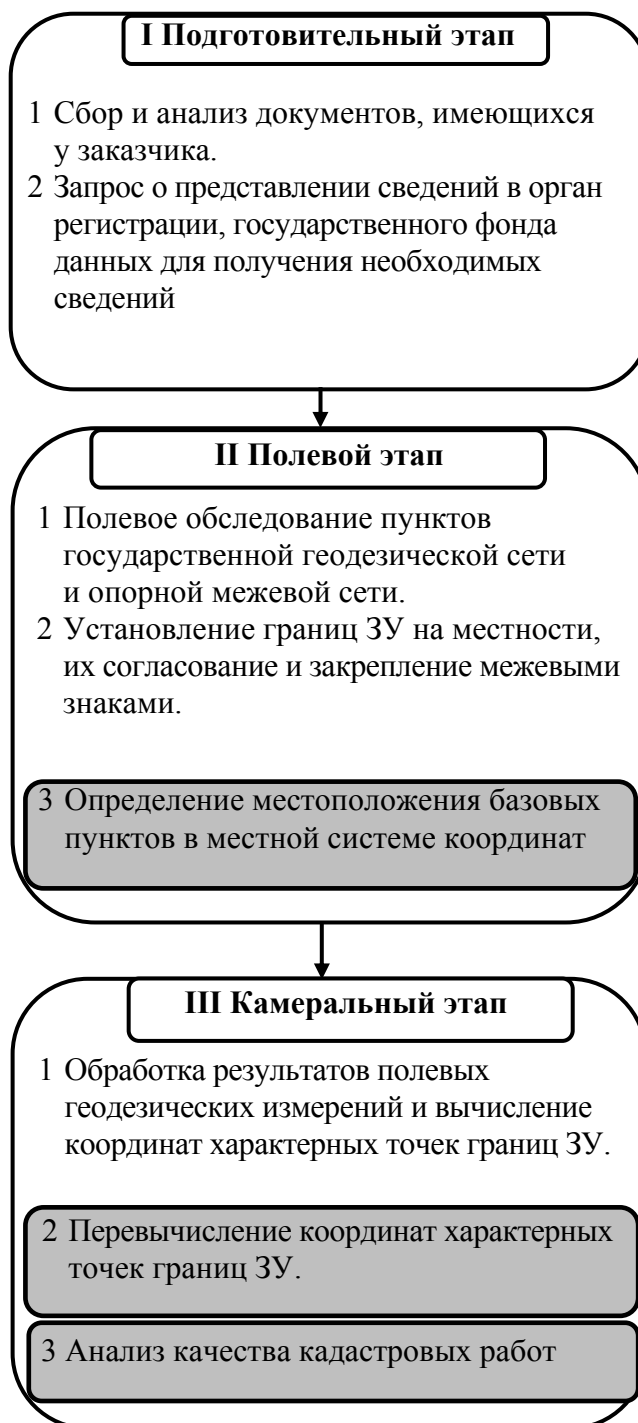 I Подготовительный этап
1 Сбор и анализ документов, имеющихся
у заказчика.
2 Запрос о представлении сведений в орган
регистрации, государственного фонда
данных для получения необходимых
сведений
II Полевой этап
1 Полевое обследование пунктов
государственной геодезической сети
и опорной межевой сети.
2 Установление границ ЗУ на местности,
их согласование и закрепление межевыми
знаками.
3 Определение местоположения базовых
пунктов в местной системе координат
III Камеральный этап
1 Обработка результатов полевых
геодезических измерений и вычисление
координат характерных точек границ ЗУ.
2 Перевычисление координат характерных
точек границ ЗУ.
3 Анализ качества кадастровых работ